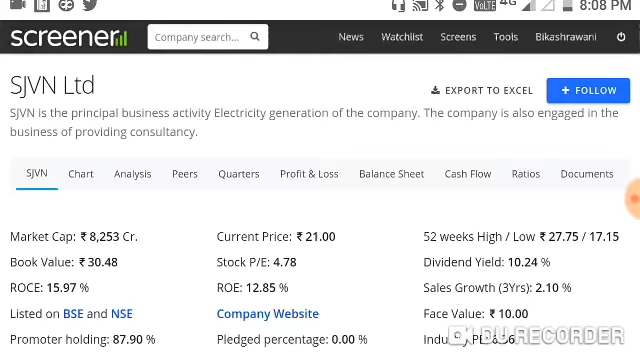 VoLTE 4G 8:08 PM
screener Company search... News Watchlist Screens Tools Bikashrawani
SJVN Ltd
EXPORT TO EXCEL + FOLLOW
SJVN is the principal business activity Electricity generation of the company. The company is also engaged in the
business of providing consultancy.
SJVN Chart Analysis Peers Quarters Profit & Loss Balance Sheet Cash Flow Ratios Documents
Market Cap: ₹ 8,253 Cr. Current Price: ₹ 21.00 52 weeks High / Low ₹ 27.75 / 17.15
Book Value: ₹ 30.48 Stock P/E: 4.78 Dividend Yield: 10.24 %
ROCE: 15.97 % ROE: 12.85 % Sales Growth (3Yrs): 2.10 %
Listed on BSE and NSE Company Website Face Value: ₹ 10.00
Promoter holding: 87.90 % Pledged percentage: 0.00 % Industry PE:
DU RECORDER